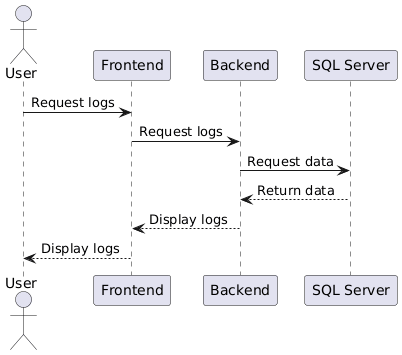 User
Frontend
Backend
SQL Server
Request logs
Request logs
Request data
Return data
Display logs
Display logs
User
Frontend
Backend
SQL Server